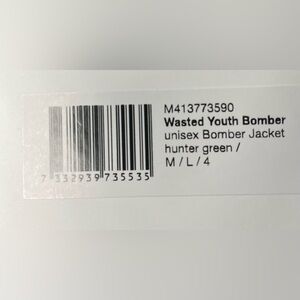 M413773590
Wasted Youth Bomber
unisex Bomber Jacket
hunter green /
M / L / 4
7 332939 735535